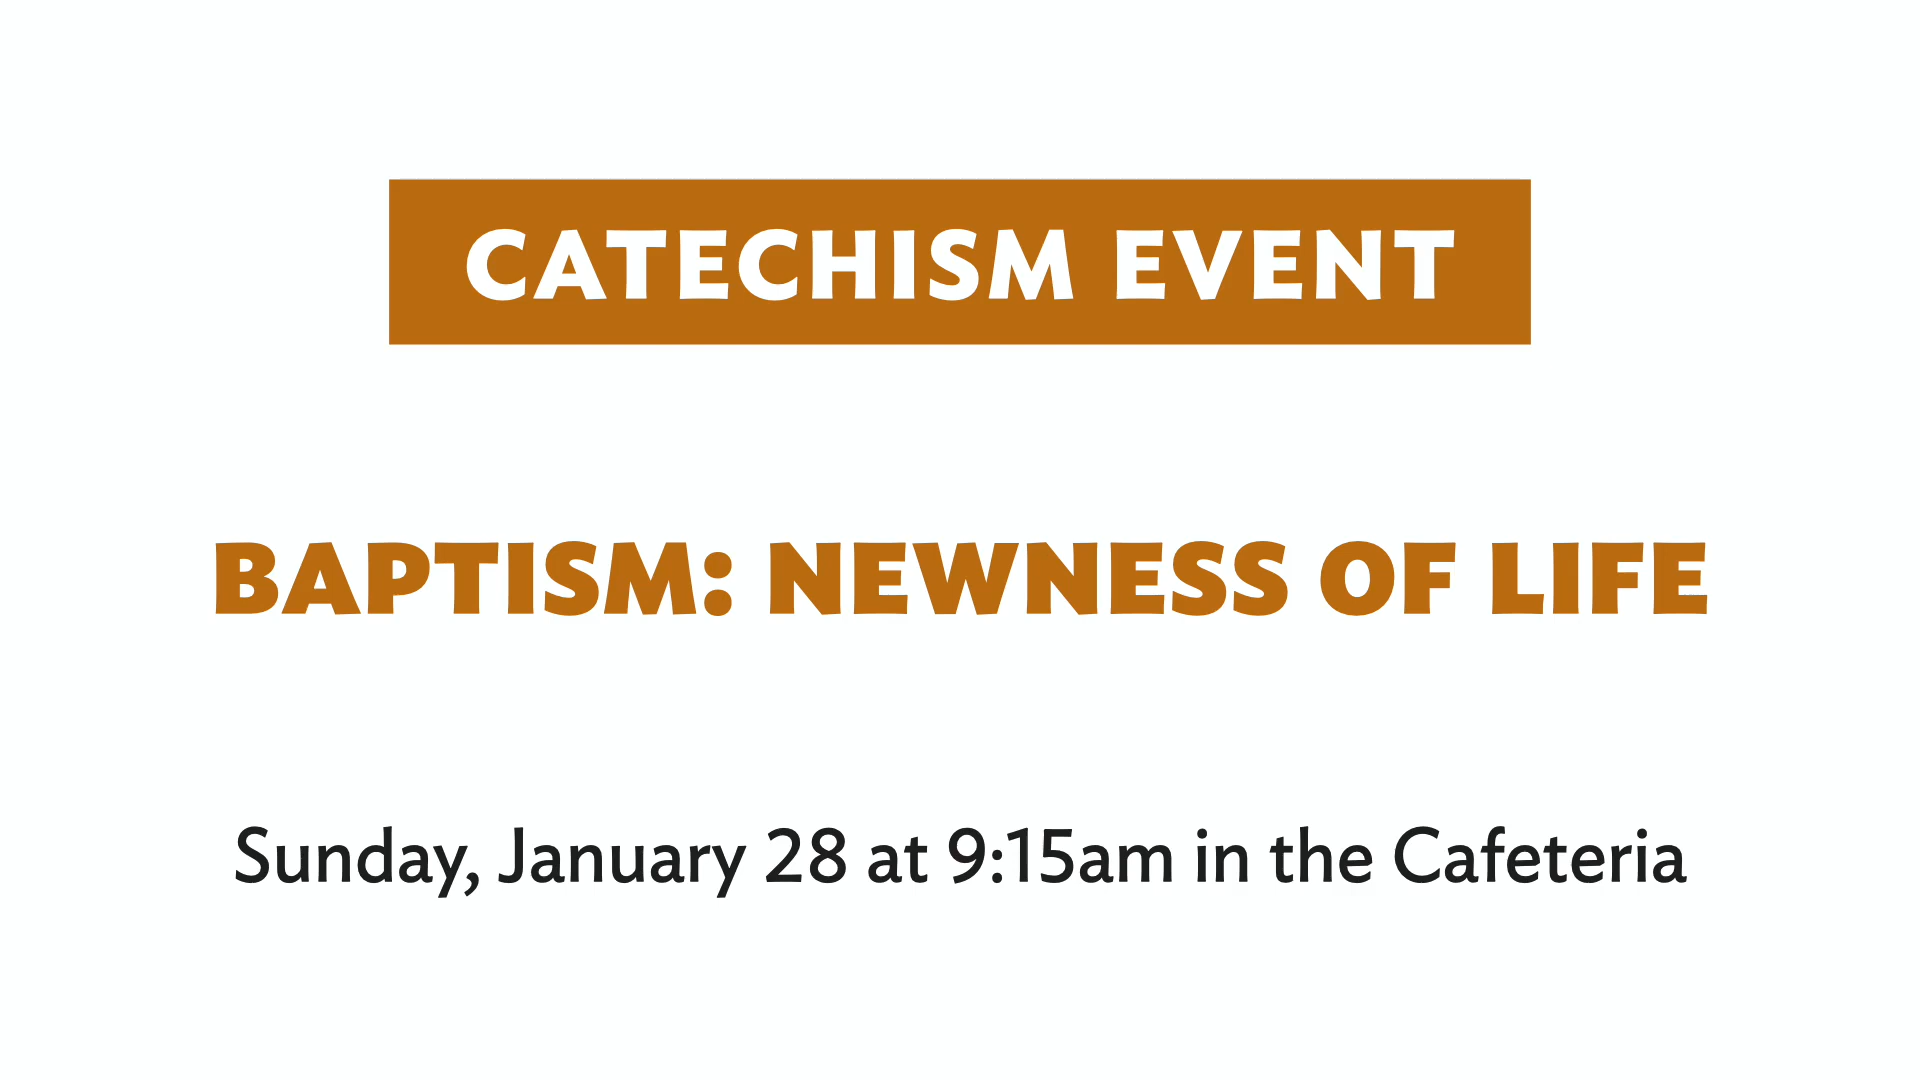 CATECHISM EVENT
BAPTISM: NEWNESS OF LIFE
Sunday, January 28 at 9:15am in the Cafeteria